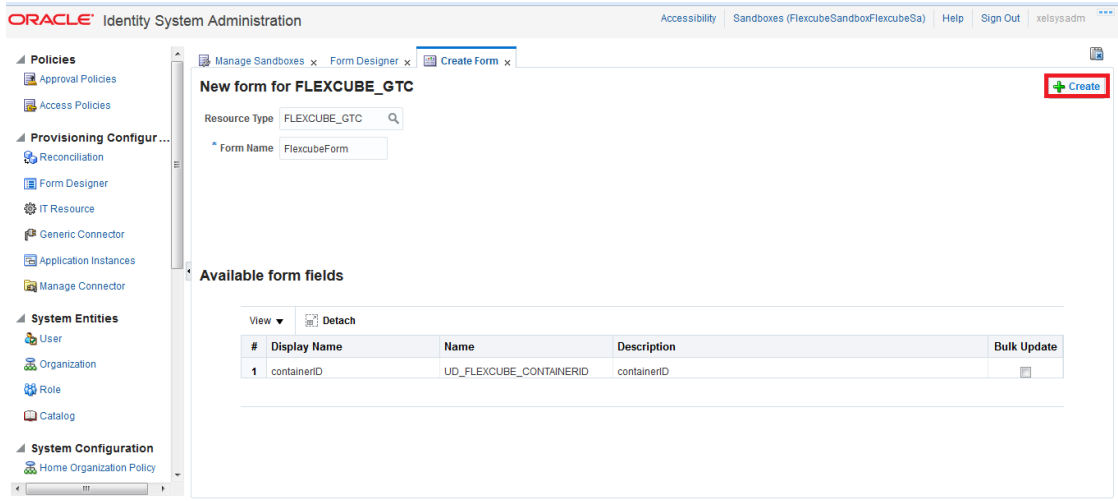 ORACLE Identity System Administration
Accessibility Sandboxes (FlexcubeSandboxFlexcubeSa) Help Sign Out xelsysadm
Policies
Approval Policies
Access Policies
Provisioning Configur...
Reconciliation
Form Designer
IT Resource
Generic Connector
Application Instances
Manage Connector
System Entities
User
Organization
Role
Catalog
System Configuration
Home Organization Policy
Manage Sandboxes x Form Designer x Create Form x
New form for FLEXCUBE_GTC
Create
Resource Type FLEXCUBE_GTC
* Form Name FlexcubeForm
Available form fields
View Detach
# Display Name Name Description Bulk Update
1 containerID UD_FLEXCUBE_CONTAINERID containerID